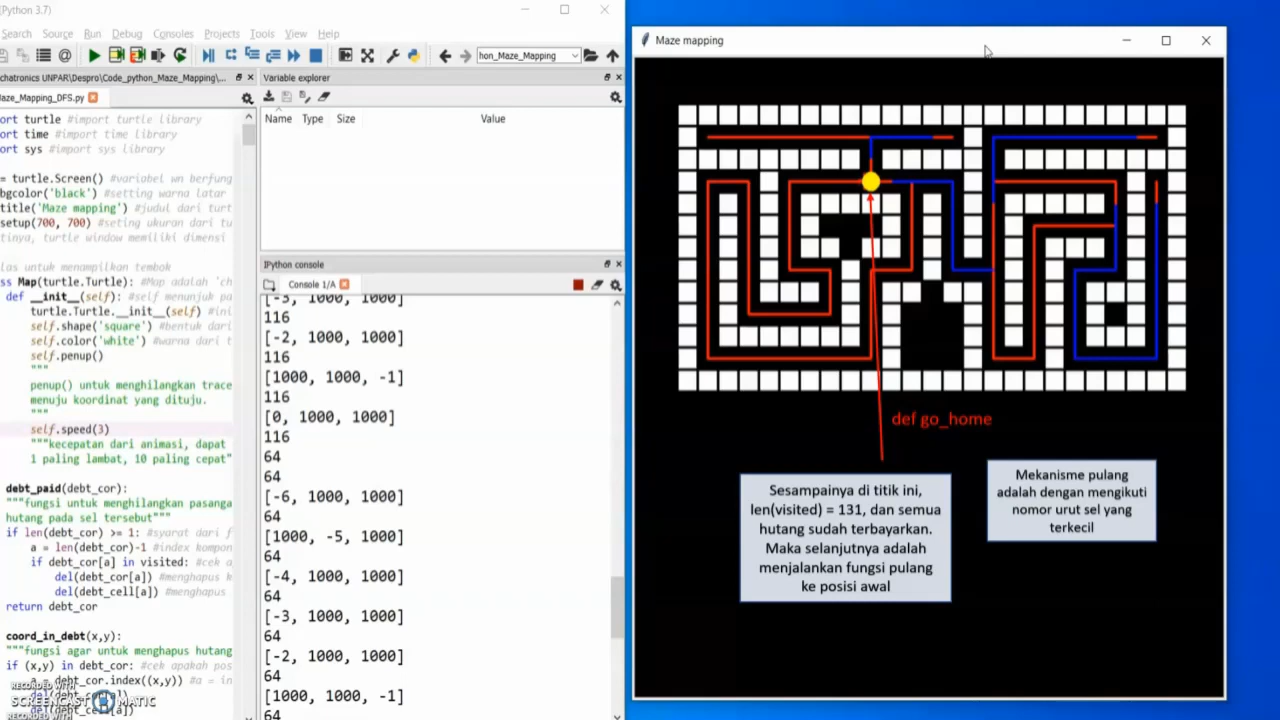 (Python 3.7)
Search Source Run Debug Consoles Projects Tools View Help
hon_Maze_Mapping
chatronics UNPAR\Despro\Code_python_Maze_Mapping\...
aze_Mapping_DFS.py
ort turtle #import turtle library
ort time #import time library
ort sys #import sys library
= turtle.Screen() #variabel wn berfung
bgcolor('black') #setting warna latar
title('Maze mapping') #judul dari turt
setup(700, 700) #seting ukuran dari tu
tinya, turtle window memiliki dimensi
las untuk menampilkan tembok
ss Map(turtle.Turtle): #Map adalah 'ch
def __init__(self): #self menunjuk pa
turtle.Turtle.__init__(self) #ini
self.shape('square') #bentuk dari
self.color('white') #warna dari t
self.penup()
"""
penup() untuk menghilangkan trace
menuju koordinat yang dituju.
"""
self.speed(3)
"""kecepatan dari animasi, dapat
1 paling lambat, 10 paling cepat"
debt_paid(debt_cor):
"""fungsi untuk menghilangkan pasanga
hutang pada sel tersebut"""
if len(debt_cor) >= 1: #syarat dari f
a = len(debt_cor)-1 #index kompon
if debt_cor[a] in visited: #cek a
del(debt_cor[a]) #menghapus k
del(debt_cell[a]) #menghapus
return debt_cor
coord_in_debt(x,y):
"""fungsi agar untuk menghapus hutang
if (x,y) in debt_cor: #cek apakah pos
a = debt_cor.index((x,y)) #a = in
RECORDED WITH
SCREENCAST MATIC
RECORDED WITH
Variable explorer
Name Type Size Value
IPython console
Console 1/A
[-3, 1000, 1000]
116
[-2, 1000, 1000]
116
[1000, 1000, -1]
116
[0, 1000, 1000]
116
64
64
[-6, 1000, 1000]
64
[1000, -5, 1000]
64
[-4, 1000, 1000]
64
[-3, 1000, 1000]
64
[-2, 1000, 1000]
64
[1000, 1000, -1]
64
Maze mapping
def go_home
Sesampainya di titik ini,
len(visited) = 131, dan semua
hutang sudah terbayarkan.
Maka selanjutnya adalah
menjalankan fungsi pulang
ke posisi awal
Mekanisme pulang
adalah dengan mengikuti
nomor urut sel yang
terkecil